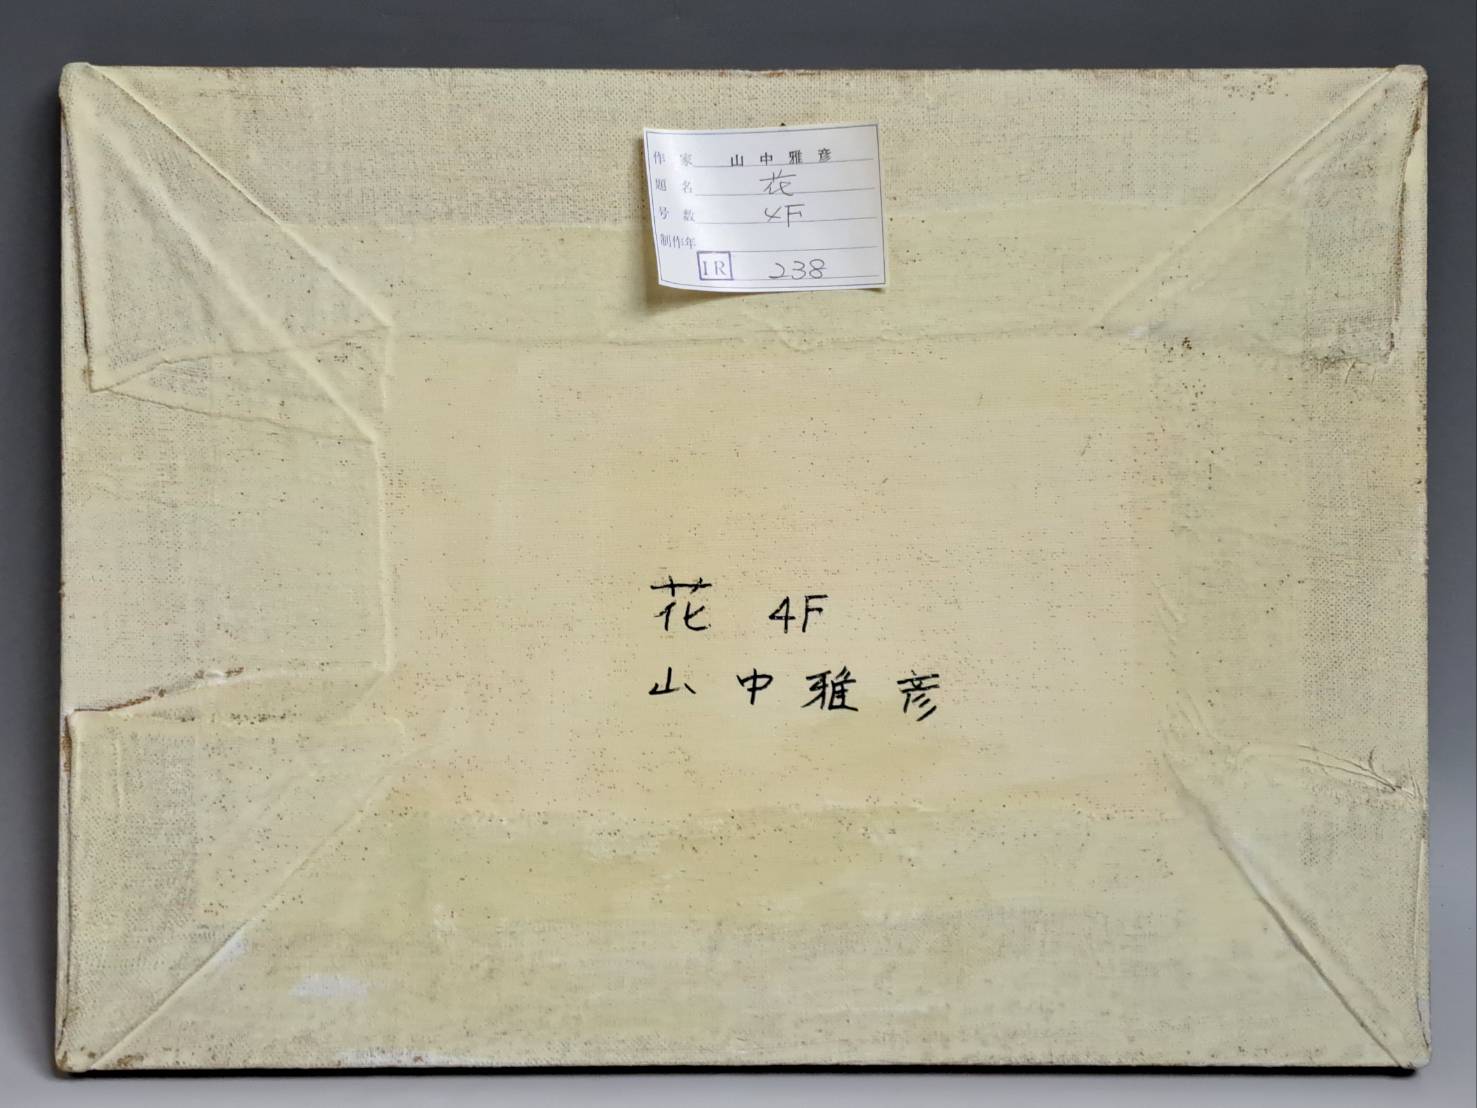 作家 山中雅彦
題名 花
号数 4F
制作年
IR 238
花 4F
山中雅彦